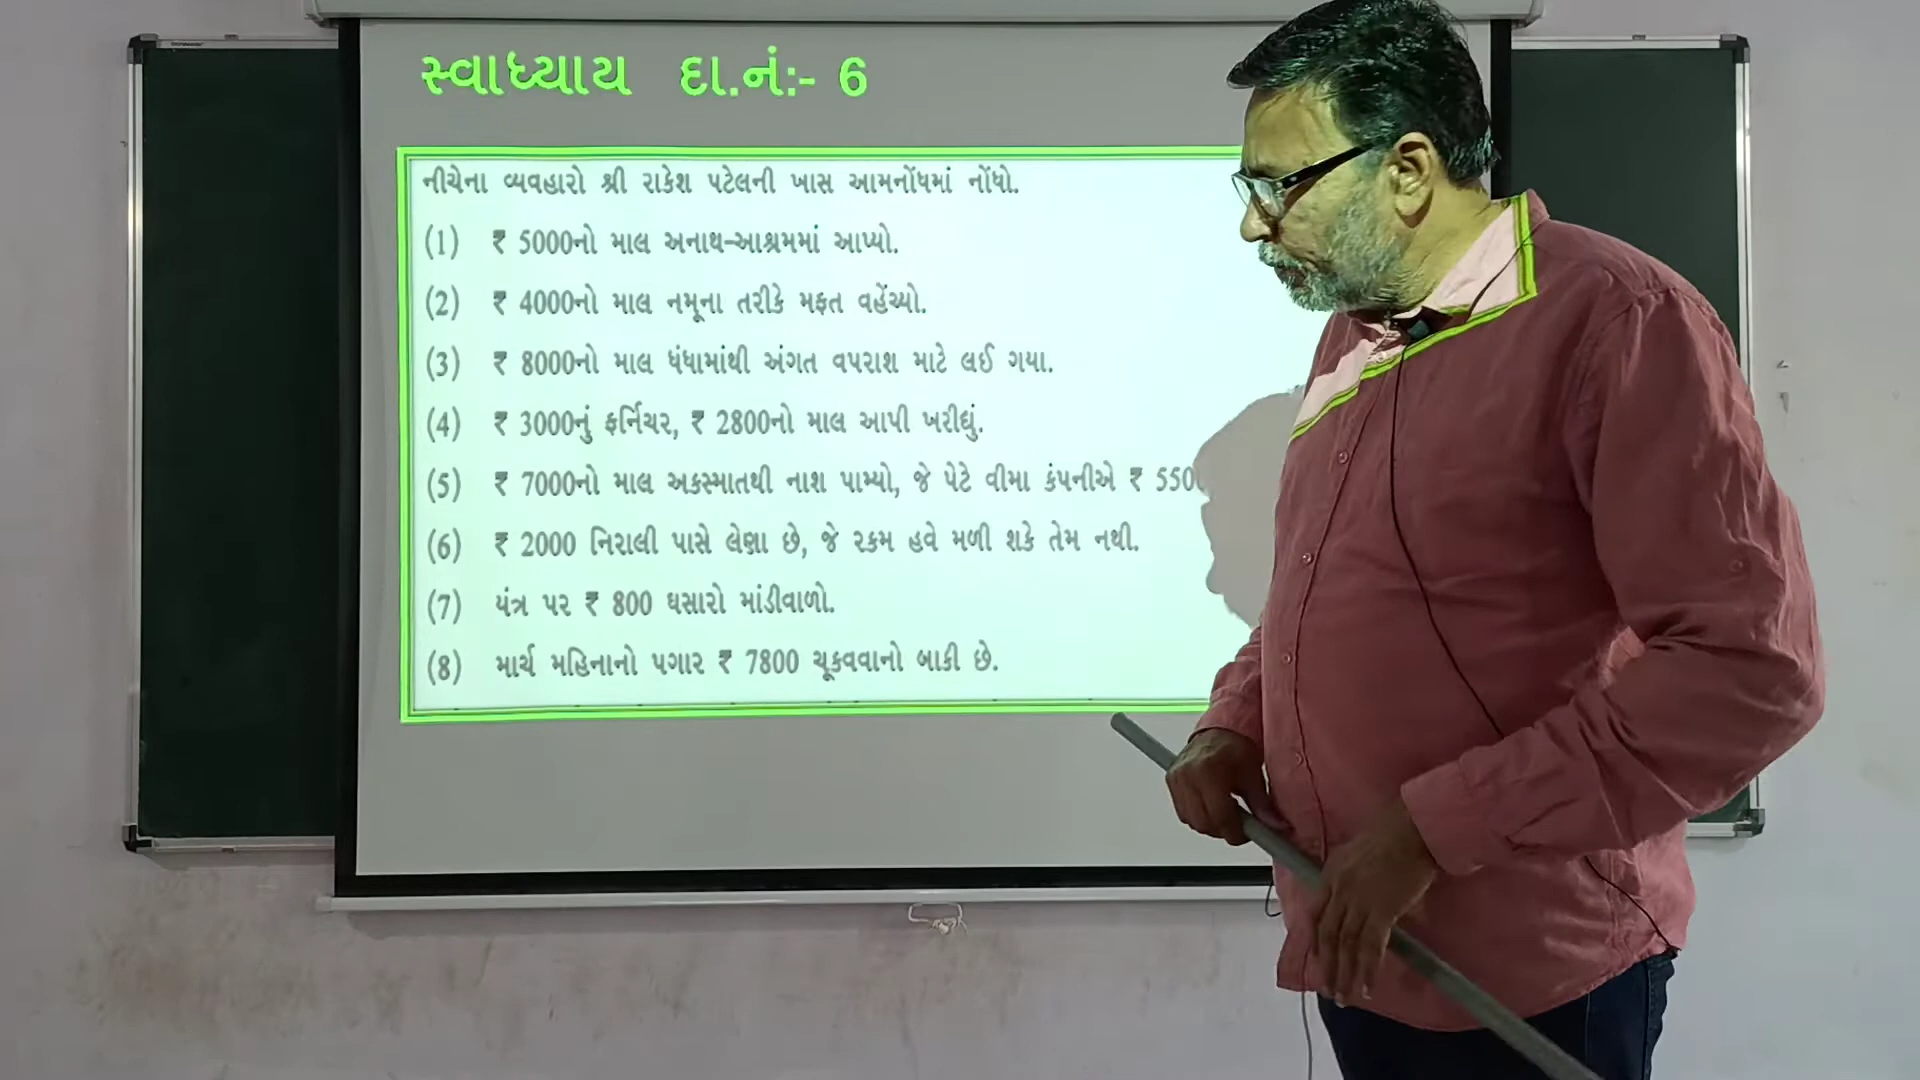 સ્વાધ્યાય દા.નં:- 6
નીચેના વ્યવહારો શ્રી રાકેશ પટેલની ખાસ આમનોંધમાં નોંધો.
(1) ₹ 5000નો માલ અનાથ-આશ્રમમાં આપ્યો.
(2) ₹ 4000નો માલ નમૂના તરીકે મફત વહેંચ્યો.
(3) ₹ 8000નો માલ ધંધામાંથી અંગત વપરાશ માટે લઈ ગયા.
(4) ₹ 3000નું ફર્નિચર, ₹ 2800નો માલ આપી ખરીદ્યું.
(5) ₹ 7000નો માલ અકસ્માતથી નાશ પામ્યો, જે પેટે વીમા કંપનીએ ₹ 550
(6) ₹ 2000 નિરાલી પાસે લેણા છે, જે રકમ હવે મળી શકે તેમ નથી.
(7) યંત્ર પર ₹ 800 ઘસારો માંડીવાળો.
(8) માર્ચ મહિનાનો પગાર ₹ 7800 ચૂકવવાનો બાકી છે.